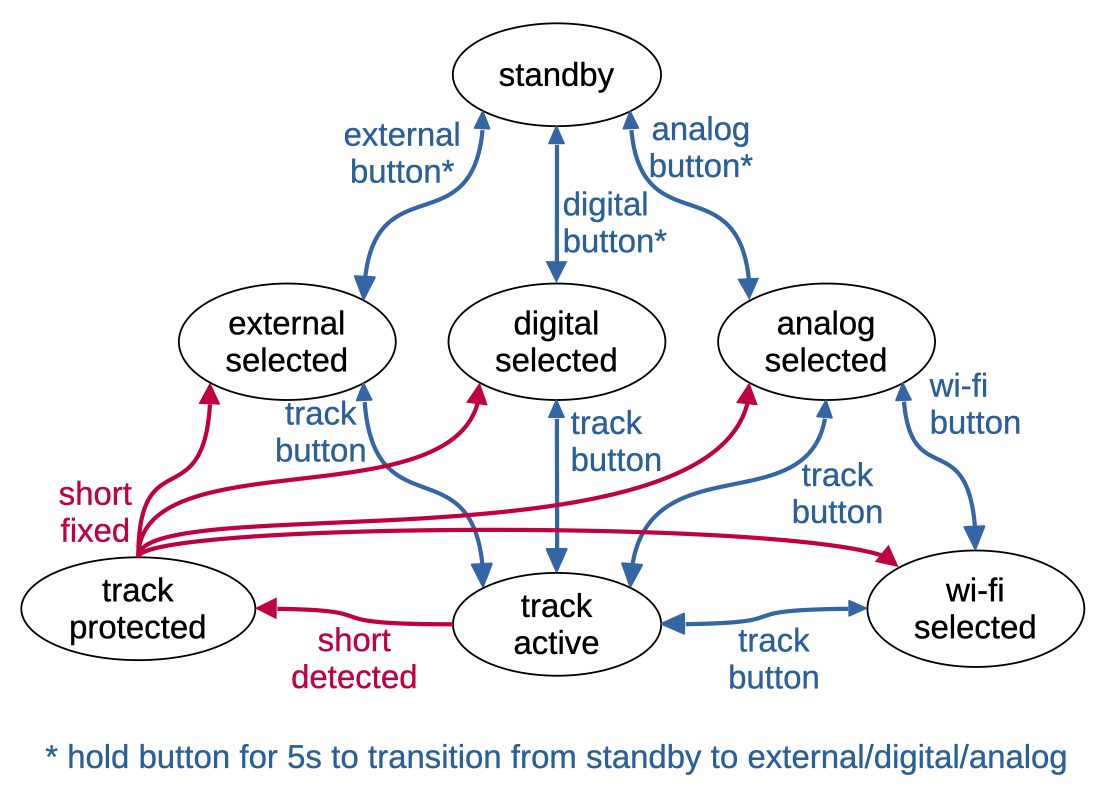 standby
external
button*
analog
button*
digital
button*
external
selected
digital
selected
analog
selected
wi-fi
button
track
button
track
button
track
button
short
fixed
track
protected
track
active
wi-fi
selected
short
detected
track
button
* hold button for 5s to transition from standby to external/digital/analog